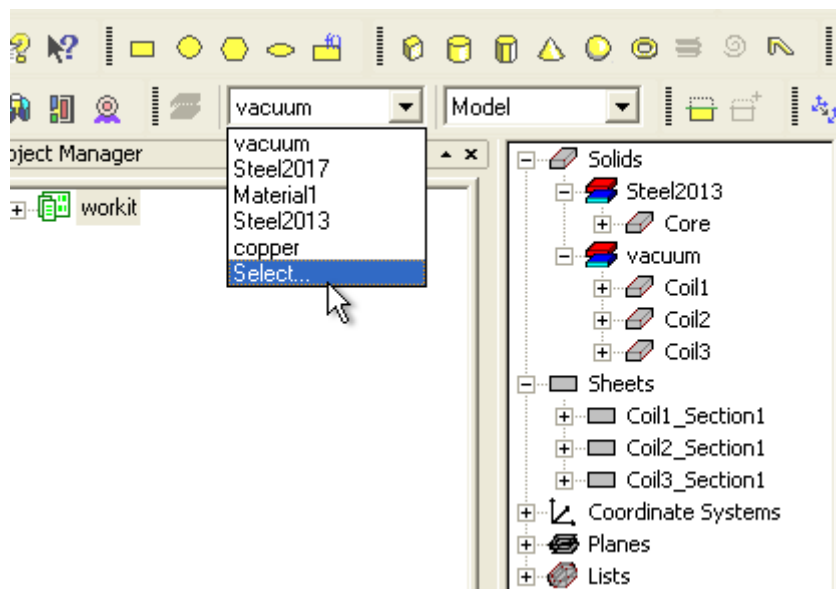 vacuum
Model
oject Manager
vacuum
Steel2017
Material1
Steel2013
copper
Select...
workit
Solids
Steel2013
Core
vacuum
Coil1
Coil2
Coil3
Sheets
Coil1_Section1
Coil2_Section1
Coil3_Section1
Coordinate Systems
Planes
Lists